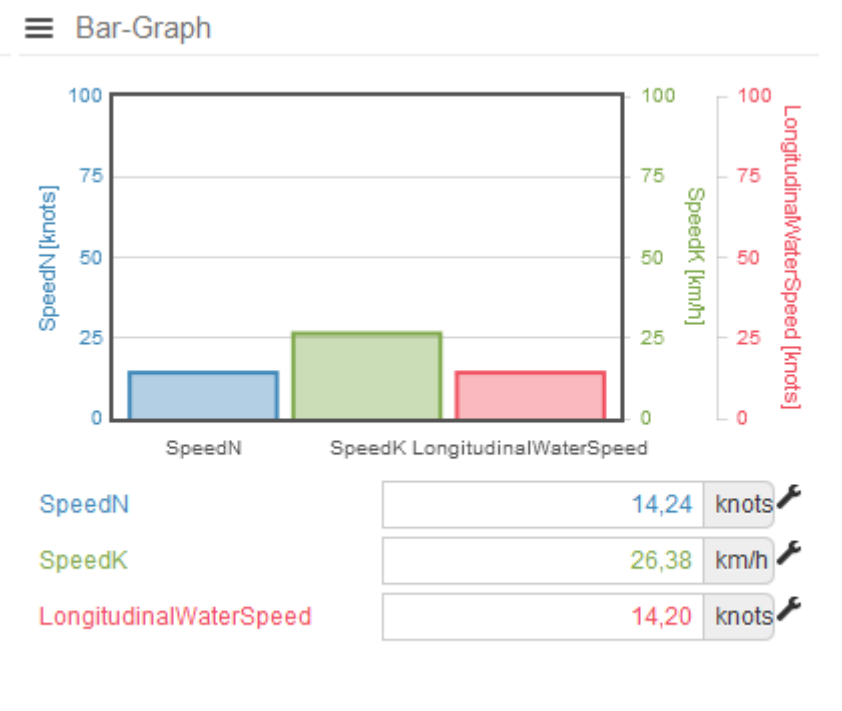 Bar-Graph
100
75
50
25
0
SpeedN [knots]
100
75
50
25
0
SpeedK [km/h]
100
75
50
25
0
LongitudinalWaterSpeed [knots]
SpeedN SpeedK LongitudinalWaterSpeed
SpeedN 14,24 knots
SpeedK 26,38 km/h
LongitudinalWaterSpeed 14,20 knots